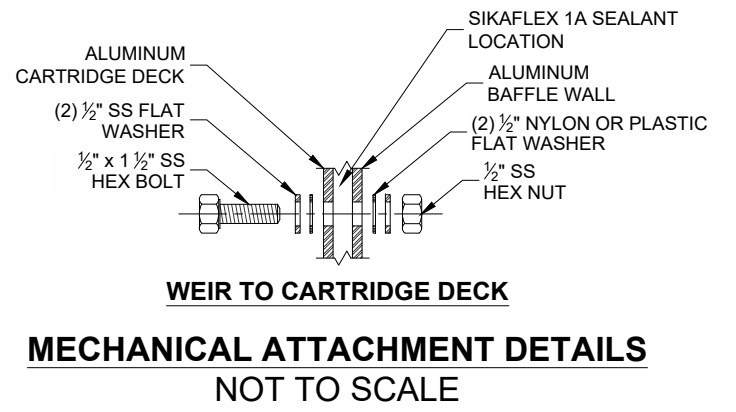 ALUMINUM
CARTRIDGE DECK
(2) ½" SS FLAT
WASHER
½" x 1 ½" SS
HEX BOLT
SIKAFLEX 1A SEALANT
LOCATION
ALUMINUM
BAFFLE WALL
(2) ½" NYLON OR PLASTIC
FLAT WASHER
½" SS
HEX NUT
WEIR TO CARTRIDGE DECK
MECHANICAL ATTACHMENT DETAILS
NOT TO SCALE